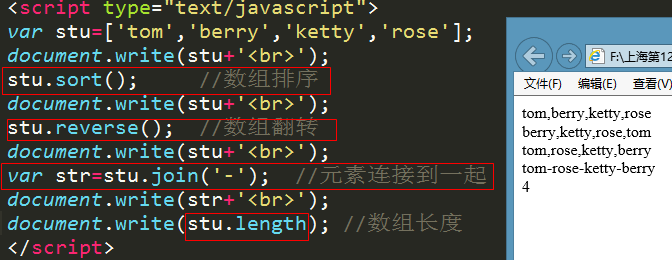 <script type="text/javascript">
var stu=['tom','berry','ketty','rose'];
document.write(stu+'<br>');
stu.sort();      //数组排序
document.write(stu+'<br>');
stu.reverse();  //数组翻转
document.write(stu+'<br>');
var str=stu.join('-');  //元素连接到一起
document.write(str+'<br>');
document.write(stu.length); //数组长度
</script>
F:\上海第12
文件(F) 编辑(E) 查看(V)
tom,berry,ketty,rose
berry,ketty,rose,tom
tom,rose,ketty,berry
tom-rose-ketty-berry
4